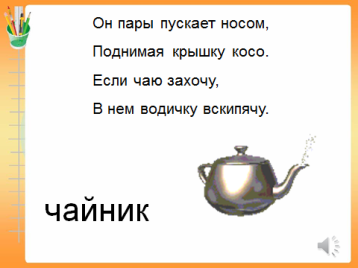 Он пары пускает носом,
Поднимая крышку косо.
Если чаю захочу,
В нем водичку вскипячу.
чайник